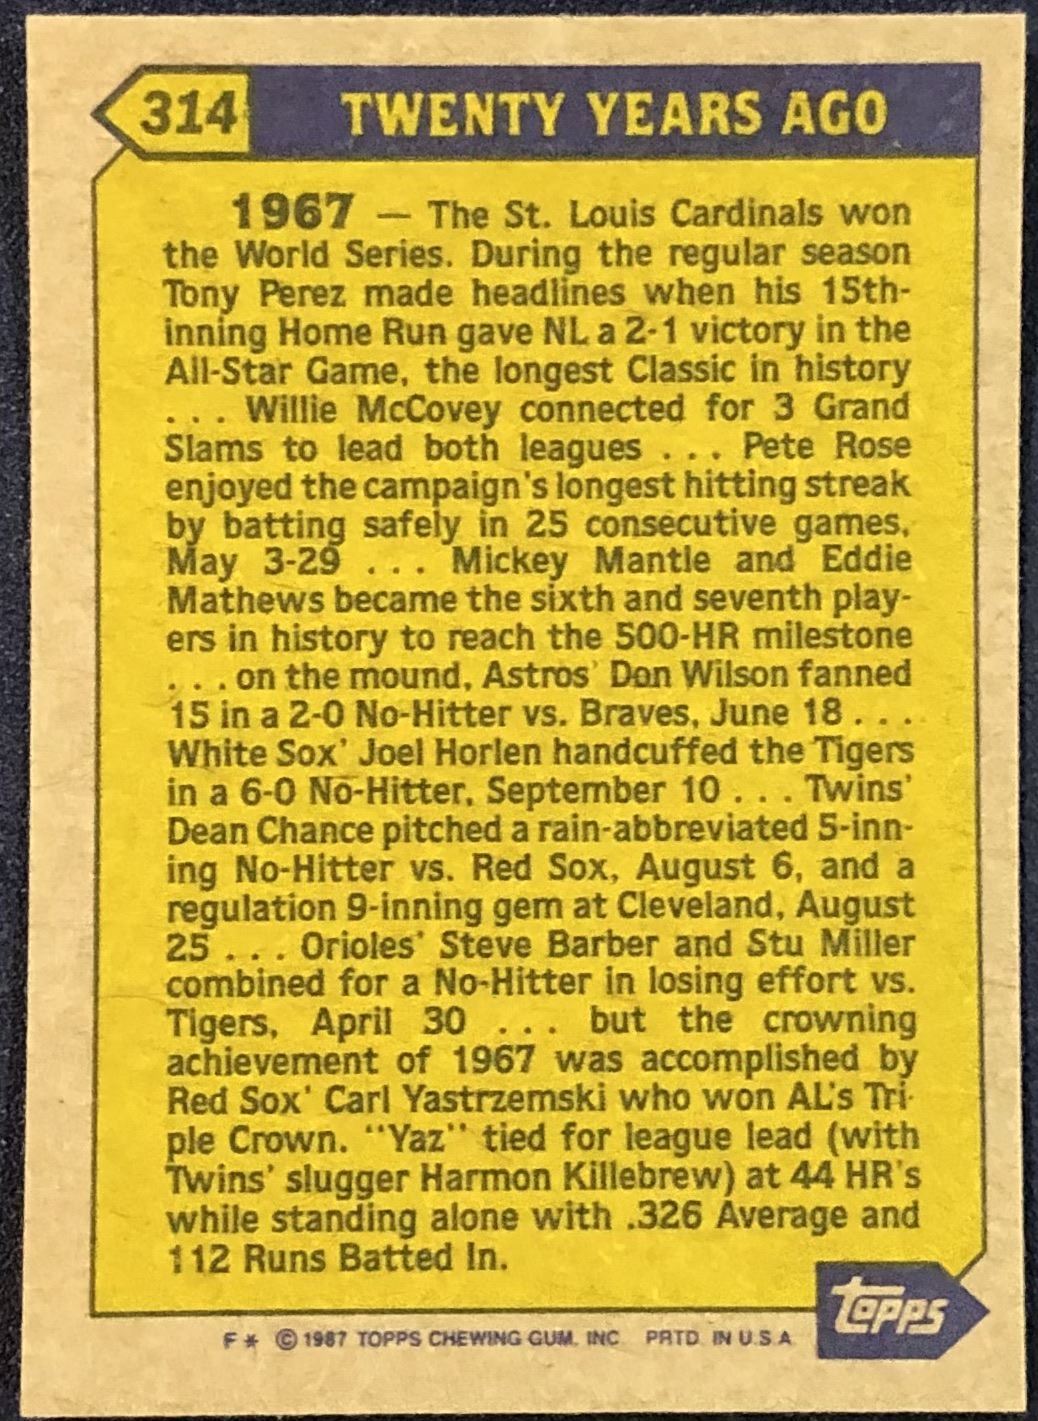 314 TWENTY YEARS AGO
1967 — The St. Louis Cardinals won
the World Series. During the regular season
Tony Perez made headlines when his 15th-
inning Home Run gave NL a 2-1 victory in the
All-Star Game, the longest Classic in history
. . . Willie McCovey connected for 3 Grand
Slams to lead both leagues . . . Pete Rose
enjoyed the campaign's longest hitting streak
by batting safely in 25 consecutive games,
May 3-29 . . . Mickey Mantle and Eddie
Mathews became the sixth and seventh play-
ers in history to reach the 500-HR milestone
. . . on the mound, Astros' Don Wilson fanned
15 in a 2-0 No-Hitter vs. Braves, June 18 . . .
White Sox' Joel Horlen handcuffed the Tigers
in a 6-0 No-Hitter, September 10 . . . Twins'
Dean Chance pitched a rain-abbreviated 5-inn-
ing No-Hitter vs. Red Sox, August 6, and a
regulation 9-inning gem at Cleveland, August
25 . . . Orioles' Steve Barber and Stu Miller
combined for a No-Hitter in losing effort vs.
Tigers, April 30 . . . but the crowning
achievement of 1967 was accomplished by
Red Sox' Carl Yastrzemski who won AL's Tri-
ple Crown. "Yaz" tied for league lead (with
Twins' slugger Harmon Killebrew) at 44 HR's
while standing alone with .326 Average and
112 Runs Batted In.
topps
F* © 1987 TOPPS CHEWING GUM, INC. PRTD. IN U.S.A.